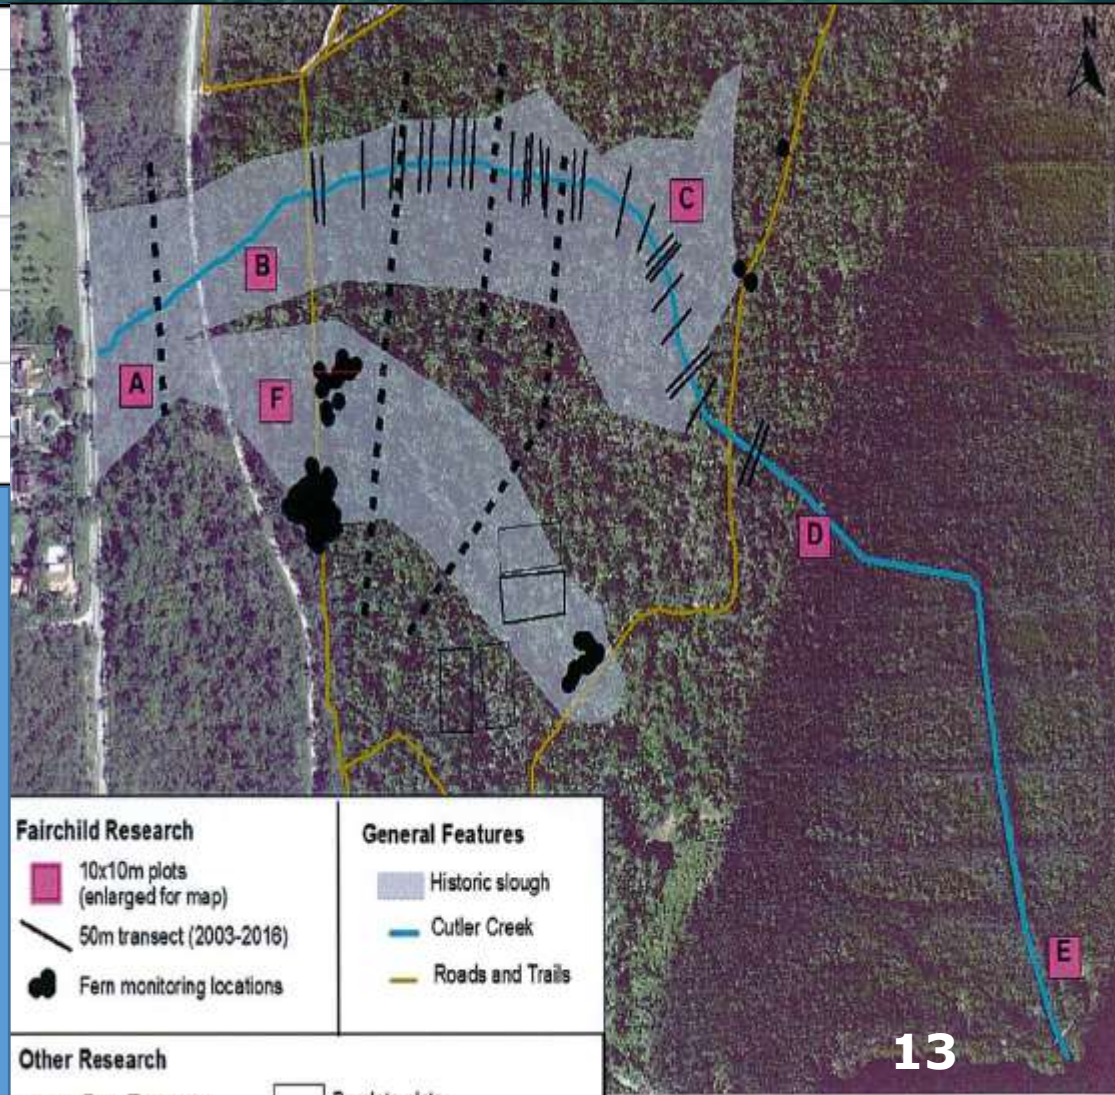 N
C
B
A
F
D
E
Fairchild Research
10x10m plots
(enlarged for map)
50m transect (2003-2016)
Fern monitoring locations
General Features
Historic slough
Cutler Creek
Roads and Trails
Other Research
13